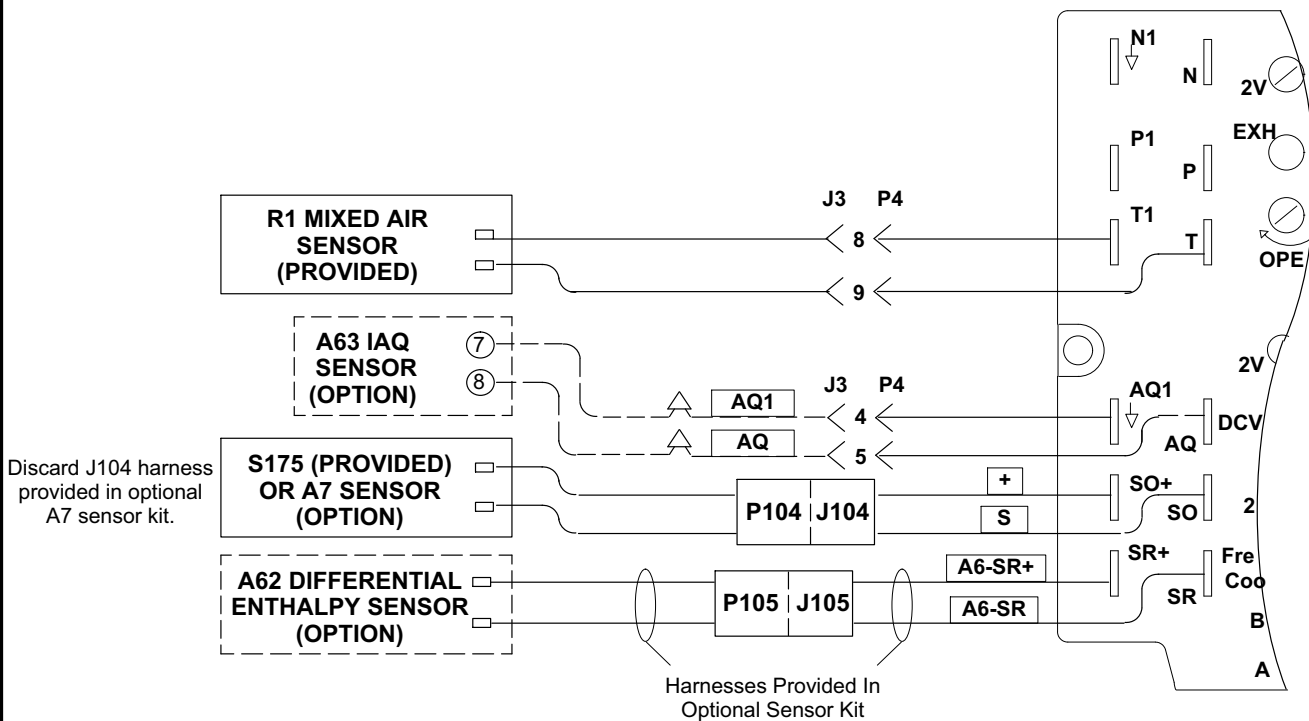 N1
N
2V
EXH
P1
P
J3 P4
R1 MIXED AIR
SENSOR
(PROVIDED)
8
9
T1
T
OPE
A63 IAQ
SENSOR
(OPTION)
7
8
J3 P4
AQ1
4
AQ
5
2V
AQ1
DCV
AQ
Discard J104 harness
provided in optional
A7 sensor kit.
S175 (PROVIDED)
OR A7 SENSOR
(OPTION)
P104 J104
+
S
SO+
SO
2
A62 DIFFERENTIAL
ENTHALPY SENSOR
(OPTION)
P105 J105
A6-SR+
A6-SR
SR+
SR
Fre
Coo
B
A
Harnesses Provided In
Optional Sensor Kit